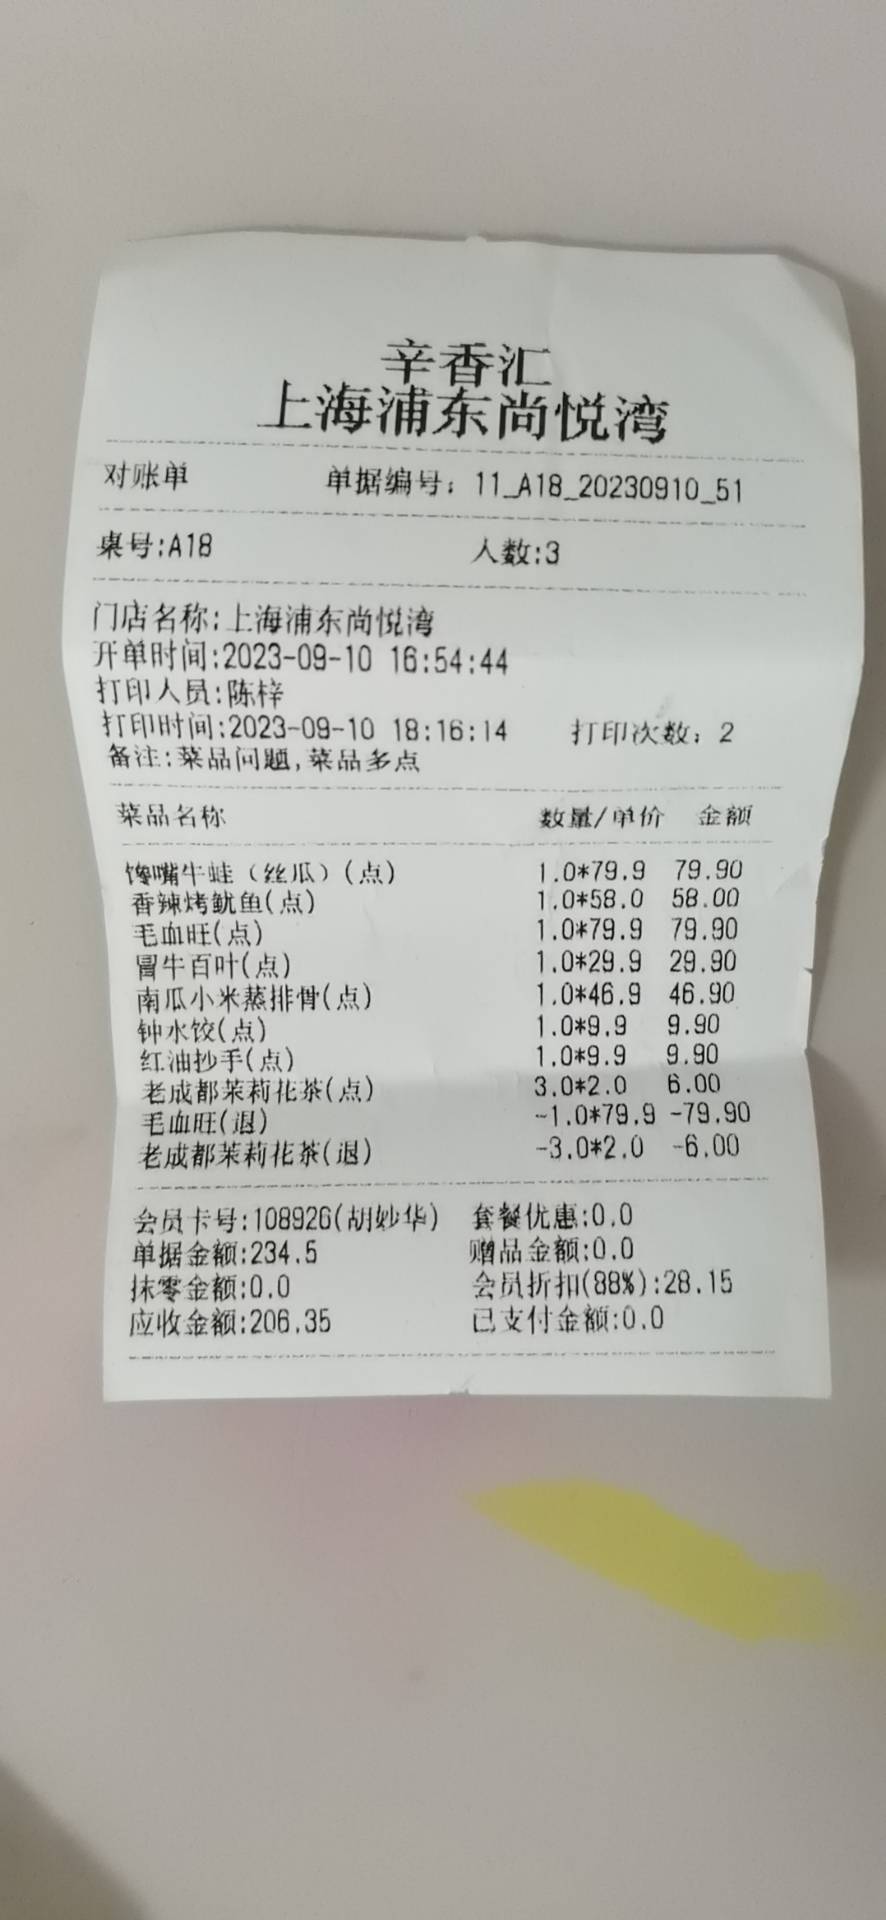 辛香汇
上海浦东尚悦湾
对账单 单据编号：11_A18_20230910_51
桌号:A18 人数:3
门店名称:上海浦东尚悦湾
开单时间:2023-09-10 16:54:44
打印人员:陈梓
打印时间:2023-09-10 18:16:14 打印次数：2
备注:菜品问题,菜品多点
菜品名称 数量/单价 金额
馋嘴牛蛙（丝瓜）(点) 1.0*79.9 79.90
香辣烤鱿鱼(点) 1.0*58.0 58.00
毛血旺(点) 1.0*79.9 79.90
冒牛百叶(点) 1.0*29.9 29.90
南瓜小米蒸排骨(点) 1.0*46.9 46.90
钟水饺(点) 1.0*9.9 9.90
红油抄手(点) 1.0*9.9 9.90
老成都茉莉花茶(点) 3.0*2.0 6.00
毛血旺(退) -1.0*79.9 -79.90
老成都茉莉花茶(退) -3.0*2.0 -6.00
会员卡号:108926(胡妙华) 套餐优惠:0.0
单据金额:234.5 赠品金额:0.0
抹零金额:0.0 会员折扣(88%):28.15
应收金额:206.35 已支付金额:0.0